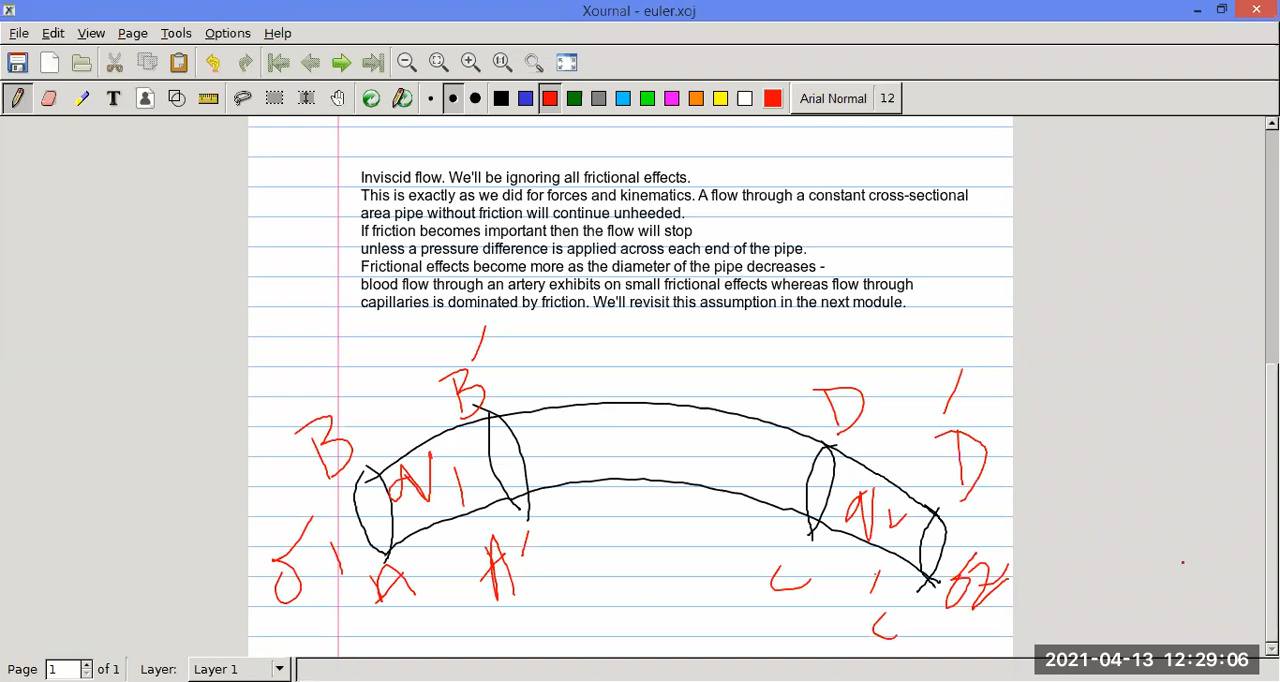 Xournal - euler.xoj
File Edit View Page Tools Options Help
Arial Normal 12
Inviscid flow. We'll be ignoring all frictional effects.
This is exactly as we did for forces and kinematics. A flow through a constant cross-sectional
area pipe without friction will continue unheeded.
If friction becomes important then the flow will stop
unless a pressure difference is applied across each end of the pipe.
Frictional effects become more as the diameter of the pipe decreases -
blood flow through an artery exhibits on small frictional effects whereas flow through
capillaries is dominated by friction. We'll revisit this assumption in the next module.
B'
D
D'
B
A
A'
C
C'
Page 1 of 1 Layer: Layer 1
2021-04-13 12:29:06